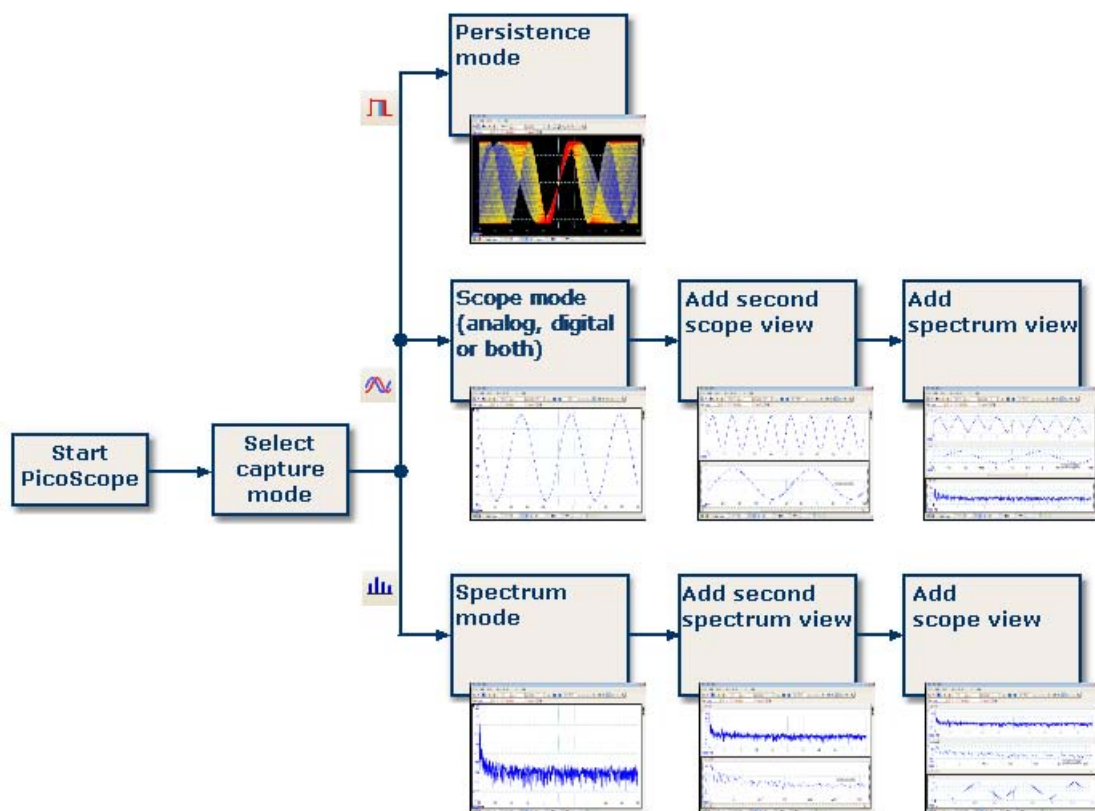 Persistence
mode
Scope mode
(analog, digital
or both)
Add second
scope view
Add
spectrum view
Start
PicoScope
Select
capture
mode
Spectrum
mode
Add second
spectrum view
Add
scope view